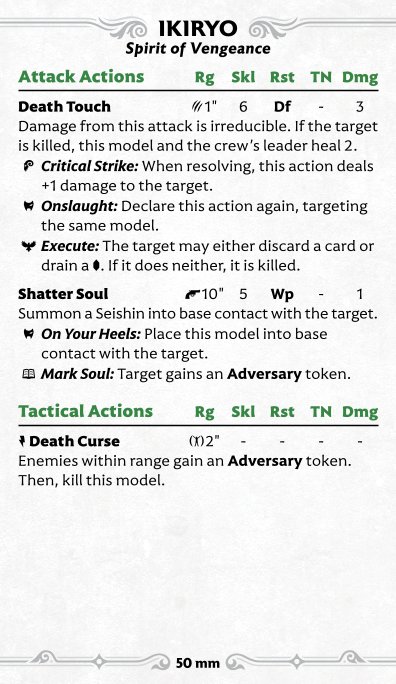 IKIRYO
Spirit of Vengeance
Attack Actions Rg Skl Rst TN Dmg
Death Touch 1" 6 Df - 3
Damage from this attack is irreducible. If the target
is killed, this model and the crew's leader heal 2.
Critical Strike: When resolving, this action deals
+1 damage to the target.
Onslaught: Declare this action again, targeting
the same model.
Execute: The target may either discard a card or
drain a . If it does neither, it is killed.
Shatter Soul 10" 5 Wp - 1
Summon a Seishin into base contact with the target.
On Your Heels: Place this model into base
contact with the target.
Mark Soul: Target gains an Adversary token.
Tactical Actions Rg Skl Rst TN Dmg
Death Curse 2" - - - -
Enemies within range gain an Adversary token.
Then, kill this model.
50 mm